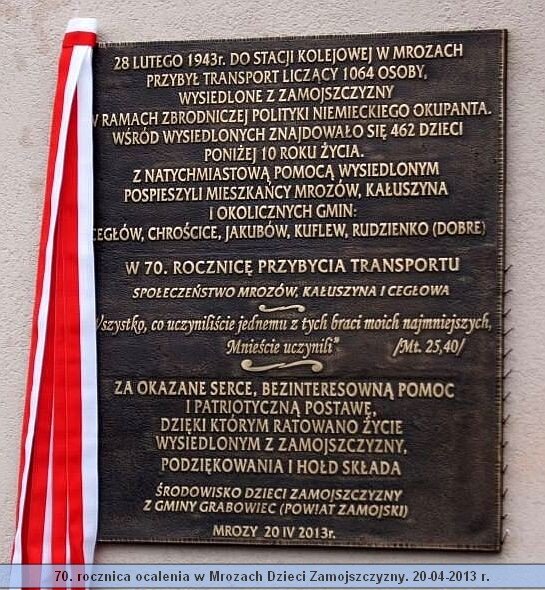 28 LUTEGO 1943r. DO STACJI KOLEJOWEJ W MROZACH
PRZYBYŁ TRANSPORT LICZĄCY 1064 OSOBY,
WYSIEDLONE Z ZAMOJSZCZYZNY
W RAMACH ZBRODNICZEJ POLITYKI NIEMIECKIEGO OKUPANTA.
WŚRÓD WYSIEDLONYCH ZNAJDOWAŁO SIĘ 462 DZIECI
PONIŻEJ 10 ROKU ŻYCIA.
Z NATYCHMIASTOWĄ POMOCĄ WYSIEDLONYM
POSPIESZYLI MIESZKAŃCY MROZÓW, KAŁUSZYNA
I OKOLICZNYCH GMIN:
CEGŁÓW, CHROŚCICE, JAKUBÓW, KUFLEW, RUDZIENKO (DOBRE)
W 70. ROCZNICĘ PRZYBYCIA TRANSPORTU
SPOŁECZEŃSTWO MROZÓW, KAŁUSZYNA I CEGŁOWA
Wszystko, co uczyniliście jednemu z tych braci moich najmniejszych,
Mnieście uczynili" /Mt. 25,40/
ZA OKAZANE SERCE, BEZINTERESOWNĄ POMOC
I PATRIOTYCZNĄ POSTAWĘ,
DZIĘKI KTÓRYM RATOWANO ŻYCIE
WYSIEDLONYM Z ZAMOJSZCZYZNY,
PODZIĘKOWANIA I HOŁD SKŁADA
ŚRODOWISKO DZIECI ZAMOJSZCZYZNY
Z GMINY GRABOWIEC (POWIAT ZAMOJSKI)
MROZY 20 IV 2013r.
70. rocznica ocalenia w Mrozach Dzieci Zamojszczyzny. 20-04-2013 r.